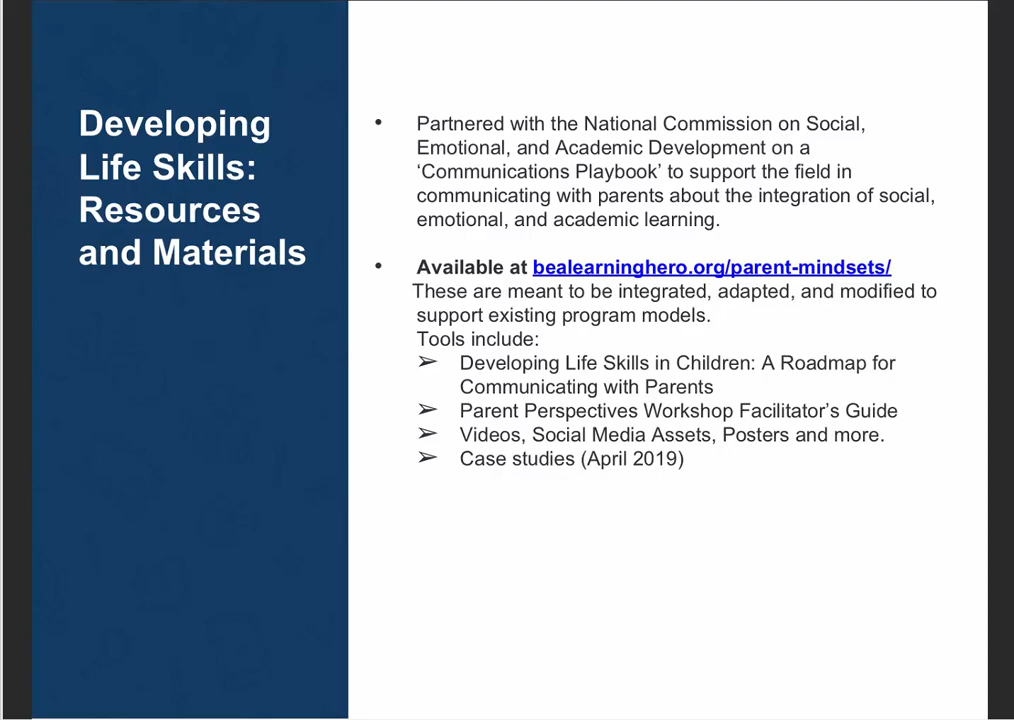 Developing
Life Skills:
Resources
and Materials
• Partnered with the National Commission on Social,
Emotional, and Academic Development on a
‘Communications Playbook’ to support the field in
communicating with parents about the integration of social,
emotional, and academic learning.
• Available at bealearninghero.org/parent-mindsets/
These are meant to be integrated, adapted, and modified to
support existing program models.
Tools include:
➢ Developing Life Skills in Children: A Roadmap for
Communicating with Parents
➢ Parent Perspectives Workshop Facilitator’s Guide
➢ Videos, Social Media Assets, Posters and more.
➢ Case studies (April 2019)